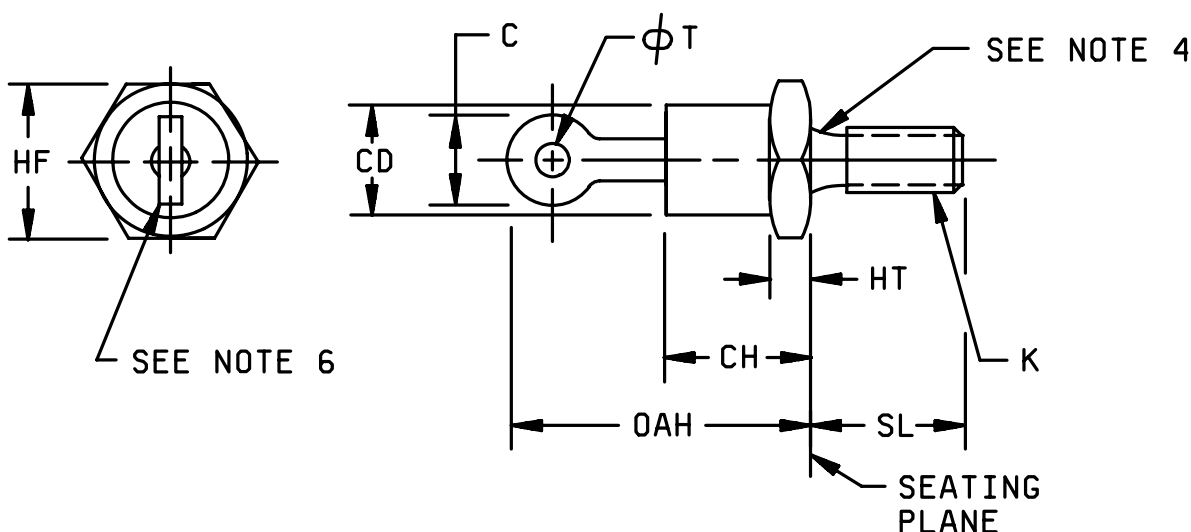 C
ϕT
SEE NOTE 4
HF
CD
HT
SEE NOTE 6
CH
K
OAH
SL
SEATING
PLANE